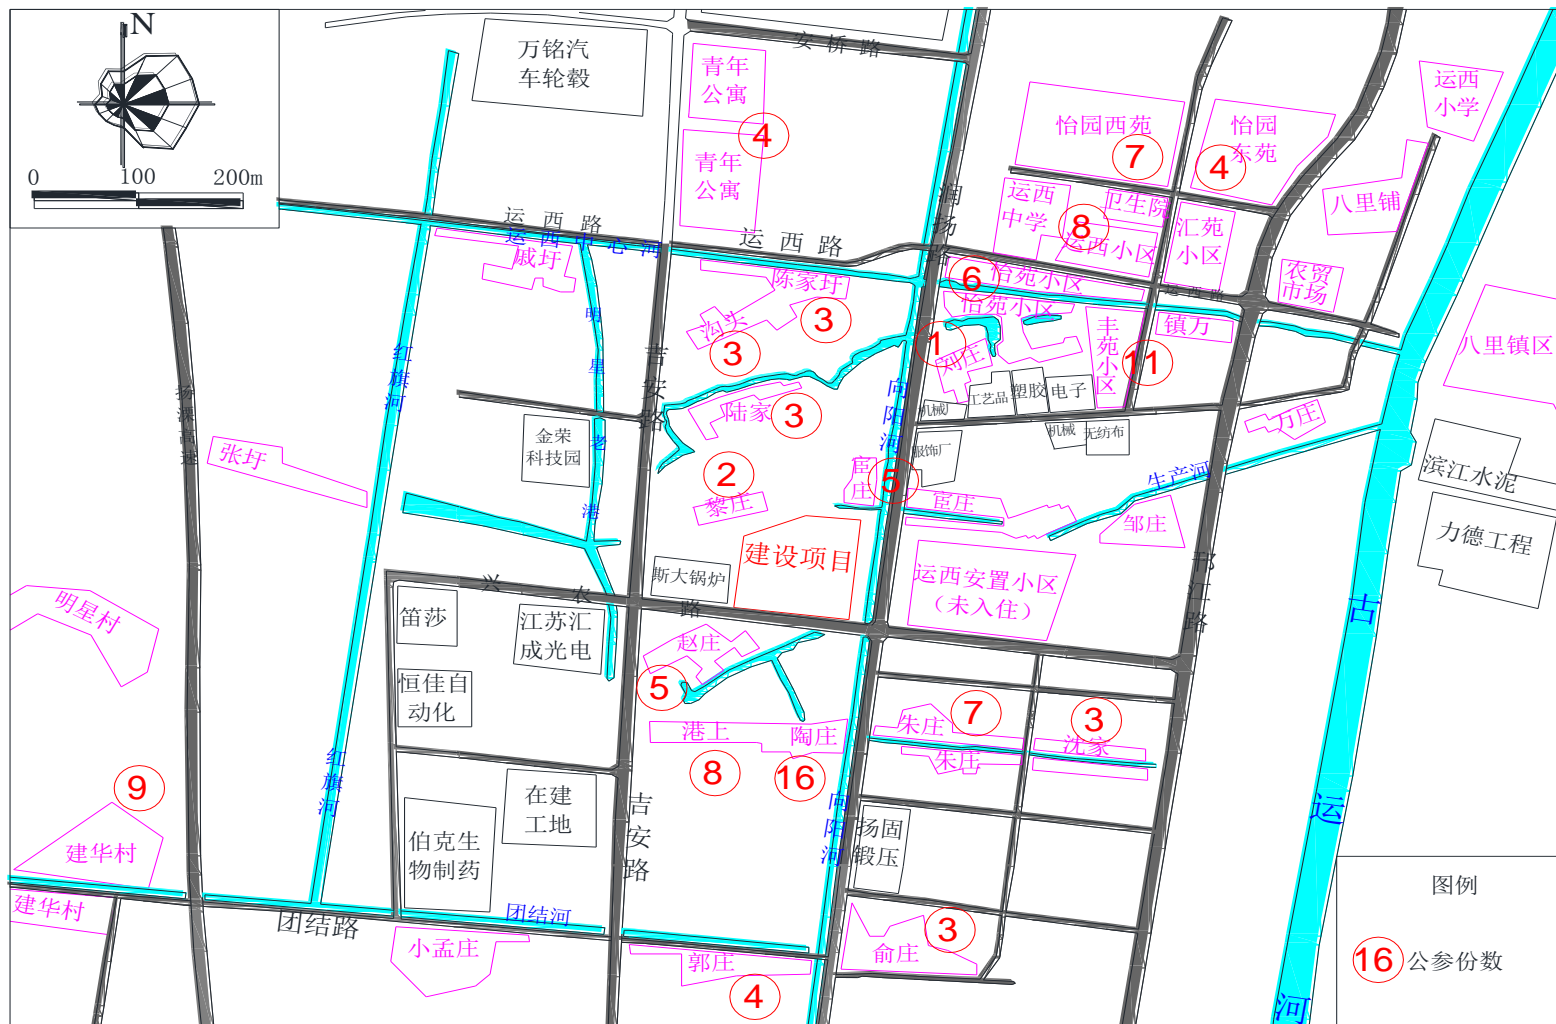 N
0 100 200m
万铭汽
车轮毂
安桥路
青年
公寓
4
青年
公寓
怡园西苑
7
怡园
东苑
4
运西
小学
八里铺
运西
中学
卫生院
8
运西小区
汇苑
小区
农贸
市场
八里镇区
运西路
运西中心河
运西路
润扬路
戚圩
陈家圩
3
沟头
3
6
怡苑小区
怡苑小区
运西路
镇万
丰苑小区
11
1
刘庄
明星老港
红旗河
吉安路
扬溧高速
向阳河
陆家
3
机械厂
工艺品
塑胶
电子
机械
无纺布
服饰厂
万庄
滨江水泥
力德工程
金荣
科技园
张圩
2
黎庄
宦庄
5
宦庄
生产河
邹庄
建设项目
斯大锅炉
运西安置小区
（未入住）
邗江路
古运河
兴农路
明星村
笛莎
江苏汇
成光电
恒佳自
动化
赵庄
5
港上
陶庄
8
16
朱庄
7
朱庄
3
沈家
红旗河
9
建华村
建华村
在建
工地
伯克生
物制药
吉安路
向阳河
扬固
锻压
团结路
团结河
小孟庄
郭庄
4
俞庄
3
图例
16 公参份数